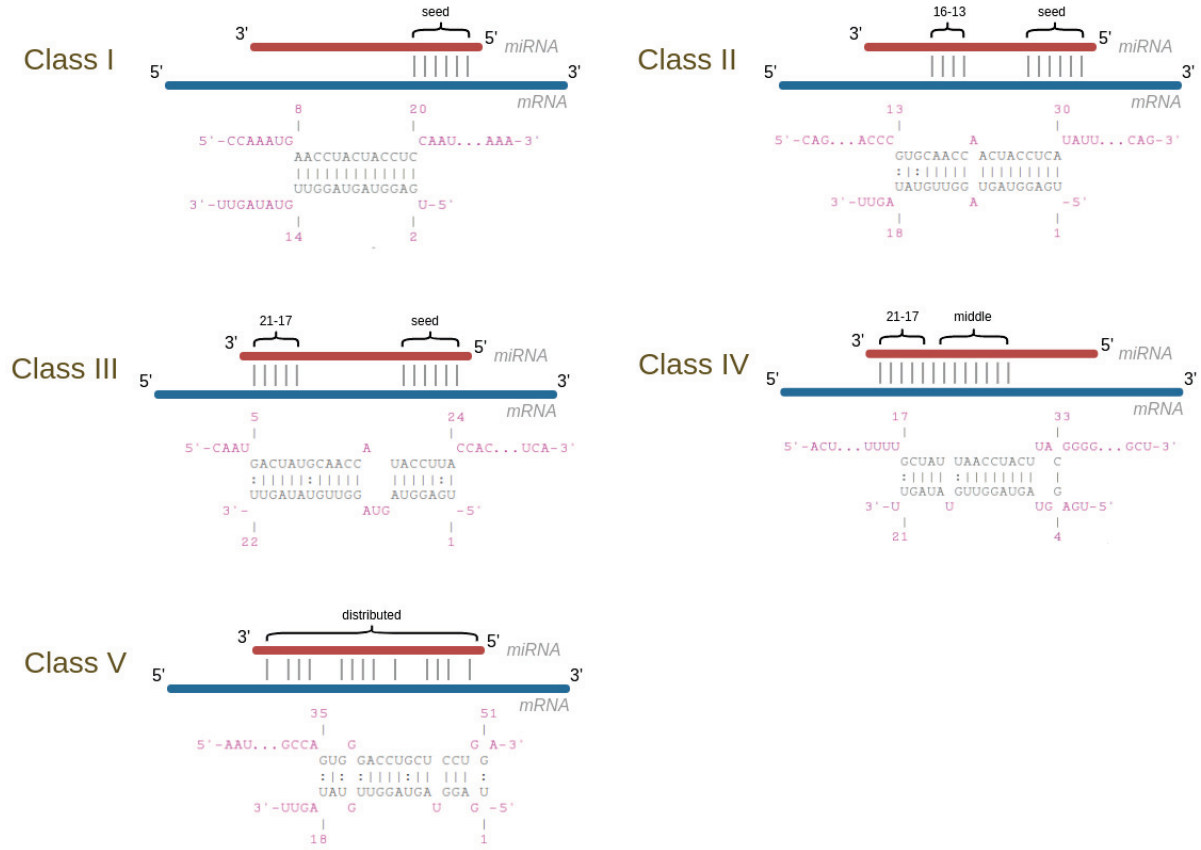 Class I
seed
3' 5' miRNA
5' 3'
mRNA
8 20
5'-CCAAAUG CAAU...AAA-3'
AACCUACUACCUC
UUGGAUGAUGGAG
3'-UUGAUAUG U-5'
14 2
Class II
16-13 seed
3' 5' miRNA
5' 3'
mRNA
13 30
5'-CAG...ACCC A UAUU...CAG-3'
GUGCAACC ACUACCUCA
:|:||||| |||||||||
UAUGUUGG UGAUGGAGU
3'-UUGA A -5'
18 1
Class III
21-17 seed
3' 5' miRNA
5' 3'
mRNA
5 24
5'-CAAU A CCAC...UCA-3'
GACUAUGCAACC UACCUUA
:||||:|||||| |||||:|
UUGAUAUGUUGG AUGGAGU
3'- AUG -5'
22 1
Class IV
21-17 middle
3' 5' miRNA
5' 3'
mRNA
17 33
5'-ACU...UUUU UA GGGG...GCU-3'
GCUAU UAACCUACU C
UGAUA GUUGGAUGA G
3'-U U UG AGU-5'
21 4
Class V
distributed
3' 5' miRNA
5' 3'
mRNA
35 51
5'-AAU...GCCA G G A-3'
GUG GACCUGCU CCU G
:|: :||||:|| ||| :
UAU UUGGAUGA GGA U
3'-UUGA G U G -5'
18 1